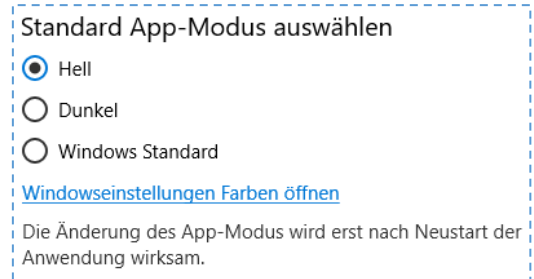 Standard App-Modus auswählen
Hell
Dunkel
Windows Standard
Windowseinstellungen Farben öffnen
Die Änderung des App-Modus wird erst nach Neustart der
Anwendung wirksam.